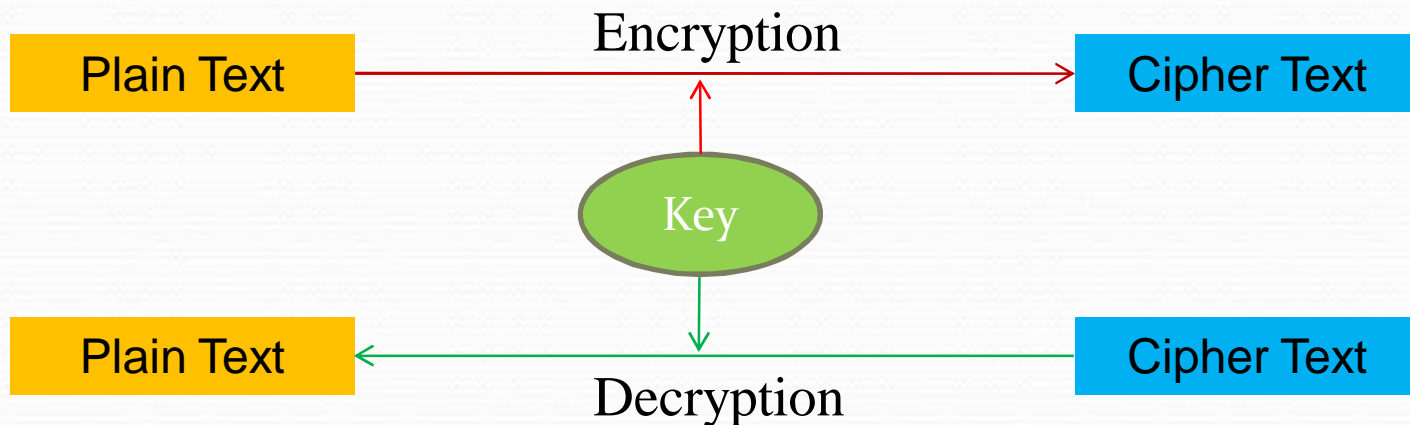 Encryption
Plain Text
Cipher Text
Key
Plain Text
Cipher Text
Decryption